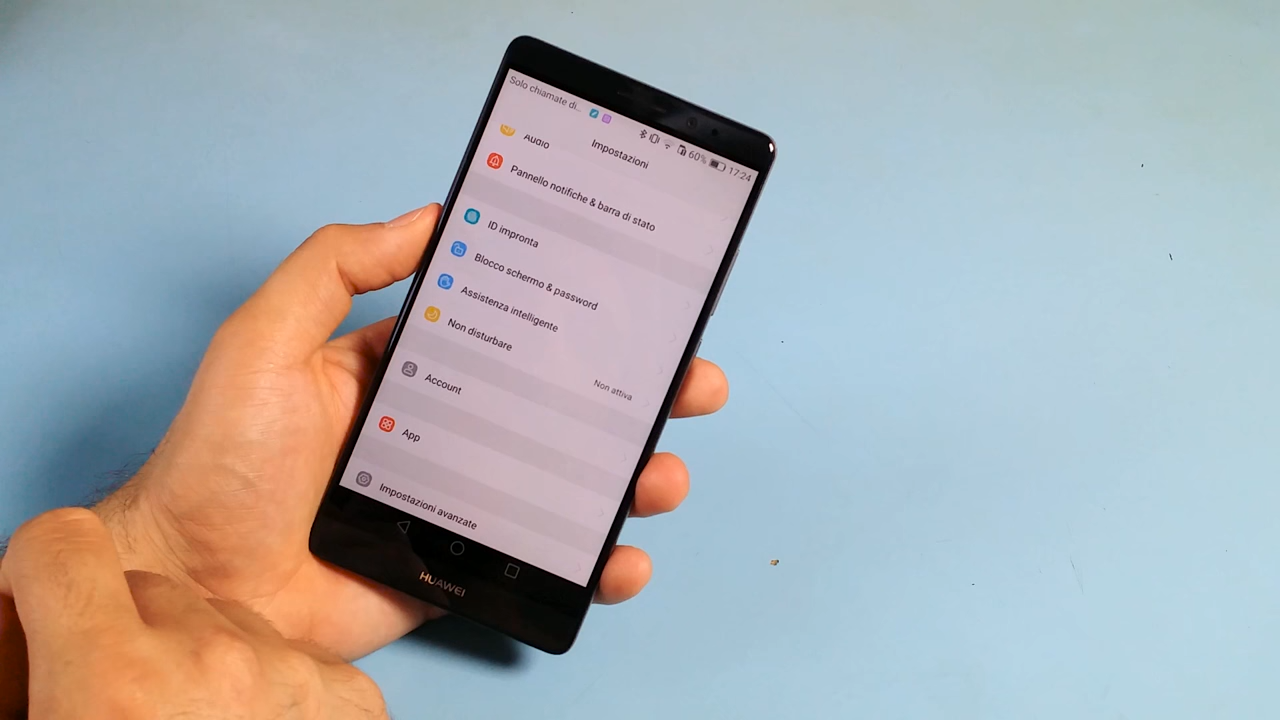 Solo chiamate di...
60% 17:24
Impostazioni
Audio
Pannello notifiche & barra di stato
ID impronta
Blocco schermo & password
Assistenza intelligente
Non disturbare
Non attiva
Account
App
Impostazioni avanzate
HUAWEI